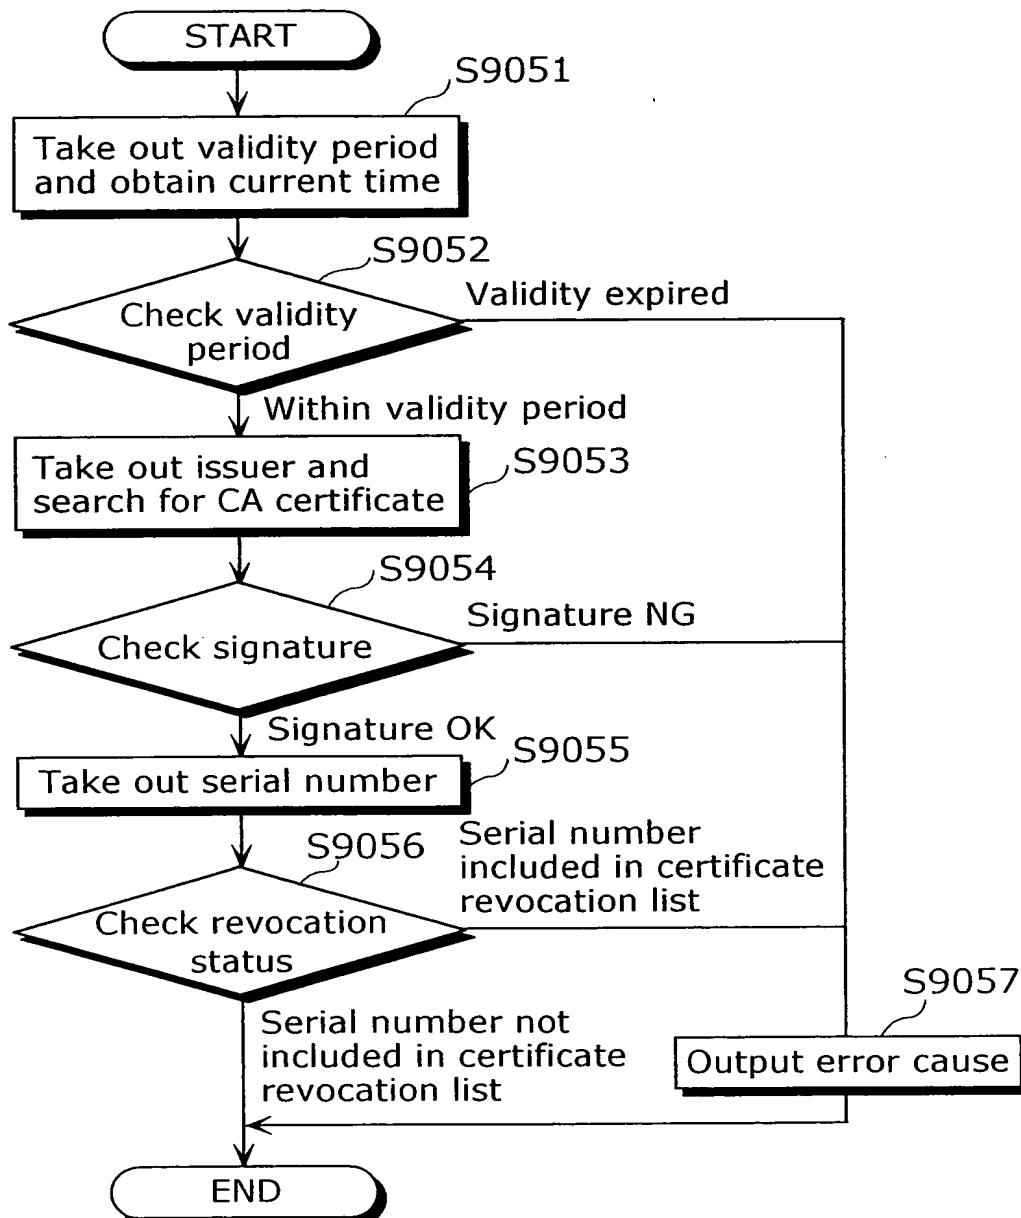 START
S9051
Take out validity period
and obtain current time
S9052
Check validity
period
Validity expired
Within validity period
S9053
Take out issuer and
search for CA certificate
S9054
Check signature
Signature NG
Signature OK
S9055
Take out serial number
S9056
Check revocation
status
Serial number
included in certificate
revocation list
Serial number not
included in certificate
revocation list
S9057
Output error cause
END